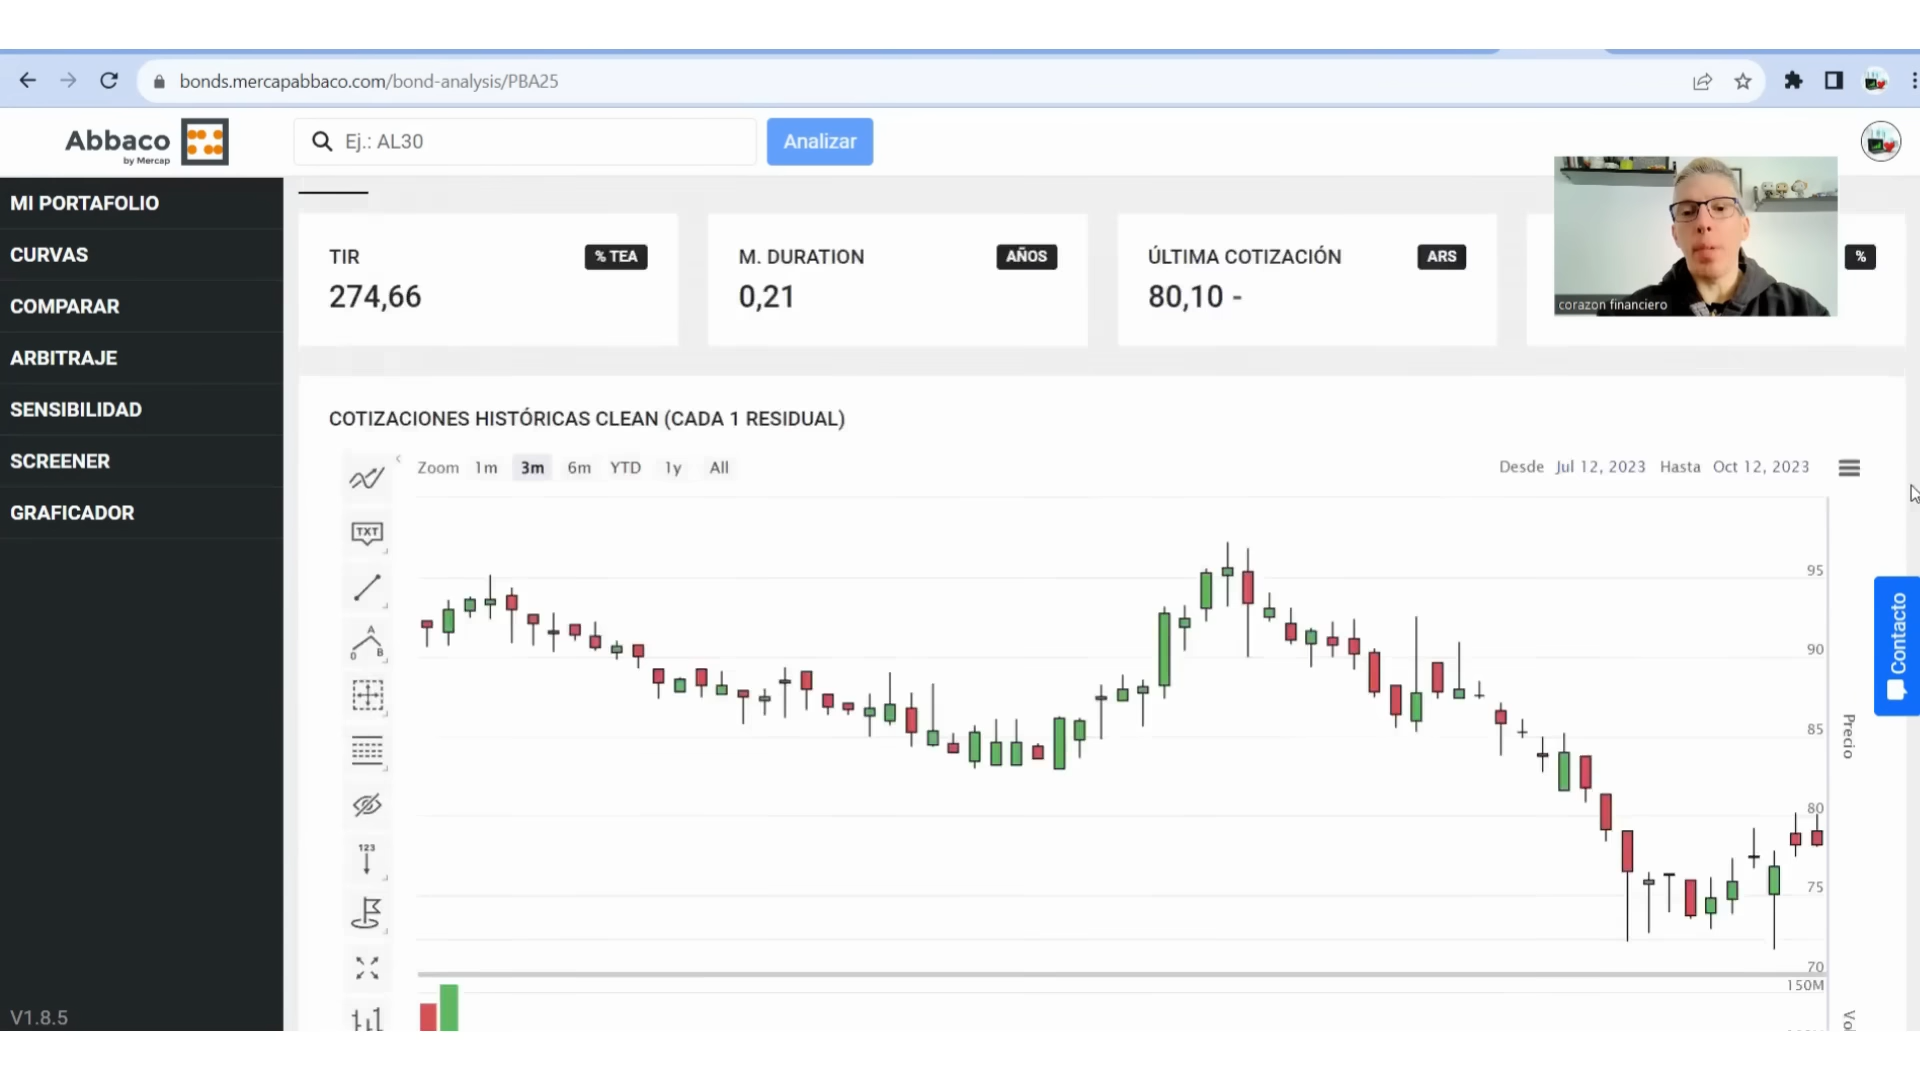 bonds.mercapabbaco.com/bond-analysis/PBA25
Abbaco
by Mercap
Ej.: AL30
Analizar
MI PORTAFOLIO
CURVAS
COMPARAR
ARBITRAJE
SENSIBILIDAD
SCREENER
GRAFICADOR
V1.8.5
TIR
% TEA
274,66
M. DURATION
AÑOS
0,21
ÚLTIMA COTIZACIÓN
ARS
80,10 -
%
corazon financiero
COTIZACIONES HISTÓRICAS CLEAN (CADA 1 RESIDUAL)
Zoom 1m 3m 6m YTD 1y All
Desde Jul 12, 2023 Hasta Oct 12, 2023
TXT
A
0 B
123
95
90
85
80
75
70
150M
Precio
Contacto